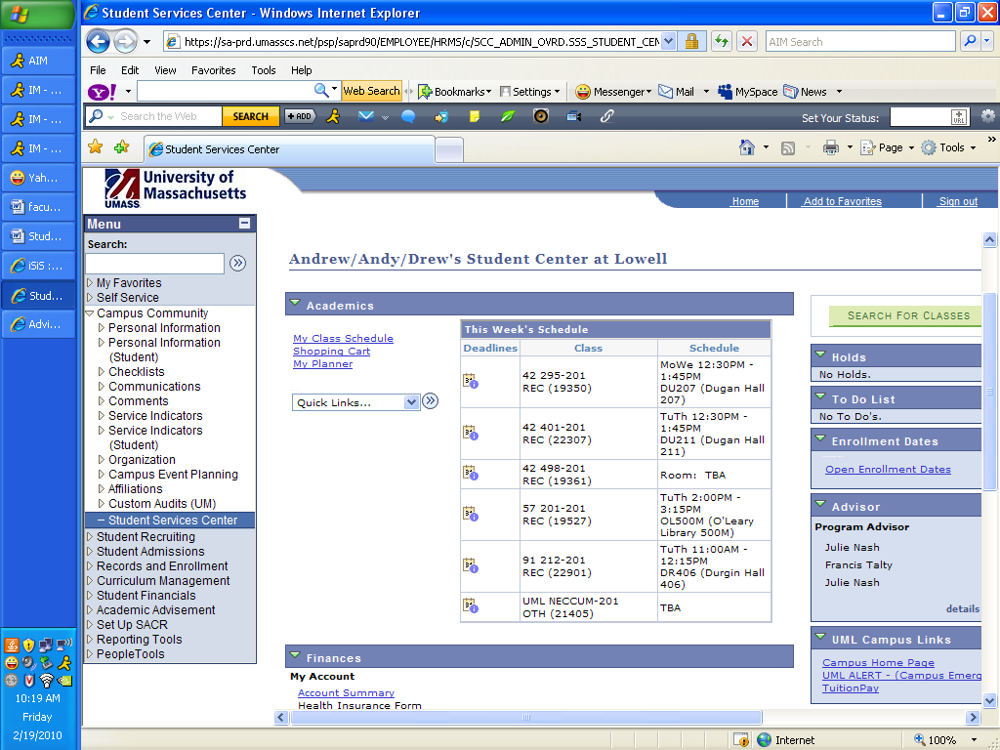 Student Services Center - Windows Internet Explorer
https://sa-prd.umasscs.net/psp/saprd90/EMPLOYEE/HRMS/c/SCC_ADMIN_OVRD.SSS_STUDENT_CEN
AIM Search
File Edit View Favorites Tools Help
Y! Web Search Bookmarks Settings Messenger Mail MySpace News
Search the Web SEARCH +ADD Set Your Status: URL
Student Services Center Page Tools
AIM
IM - ...
IM - ...
IM - ...
Yah...
facu...
Stud...
iSiS :...
Stud...
Advi...
10:19 AM
Friday
2/19/2010
UMASS
University of
Massachusetts
Home Add to Favorites Sign out
Menu
Search:
My Favorites
Self Service
Campus Community
Personal Information
Personal Information
(Student)
Checklists
Communications
Comments
Service Indicators
Service Indicators
(Student)
Organization
Campus Event Planning
Affiliations
Custom Audits (UM)
Student Services Center
Student Recruiting
Student Admissions
Records and Enrollment
Curriculum Management
Student Financials
Academic Advisement
Set Up SACR
Reporting Tools
PeopleTools
Andrew/Andy/Drew's Student Center at Lowell
Academics
My Class Schedule
Shopping Cart
My Planner
Quick Links...
This Week's Schedule
Deadlines Class Schedule
42 295-201
REC (19350)
MoWe 12:30PM -
1:45PM
DU207 (Dugan Hall
207)
42 401-201
REC (22307)
TuTh 12:30PM -
1:45PM
DU211 (Dugan Hall
211)
42 498-201
REC (19361)
Room: TBA
57 201-201
REC (19527)
TuTh 2:00PM -
3:15PM
OL500M (O'Leary
Library 500M)
91 212-201
REC (22901)
TuTh 11:00AM -
12:15PM
DR406 (Durgin Hall
406)
UML NECCUM-201
OTH (21405)
TBA
Finances
My Account
Account Summary
Health Insurance Form
SEARCH FOR CLASSES
Holds
No Holds.
To Do List
No To Do's.
Enrollment Dates
Open Enrollment Dates
Advisor
Program Advisor
Julie Nash
Francis Talty
Julie Nash
details
UML Campus Links
Campus Home Page
UML ALERT - (Campus Emerg
TuitionPay
Internet 100%